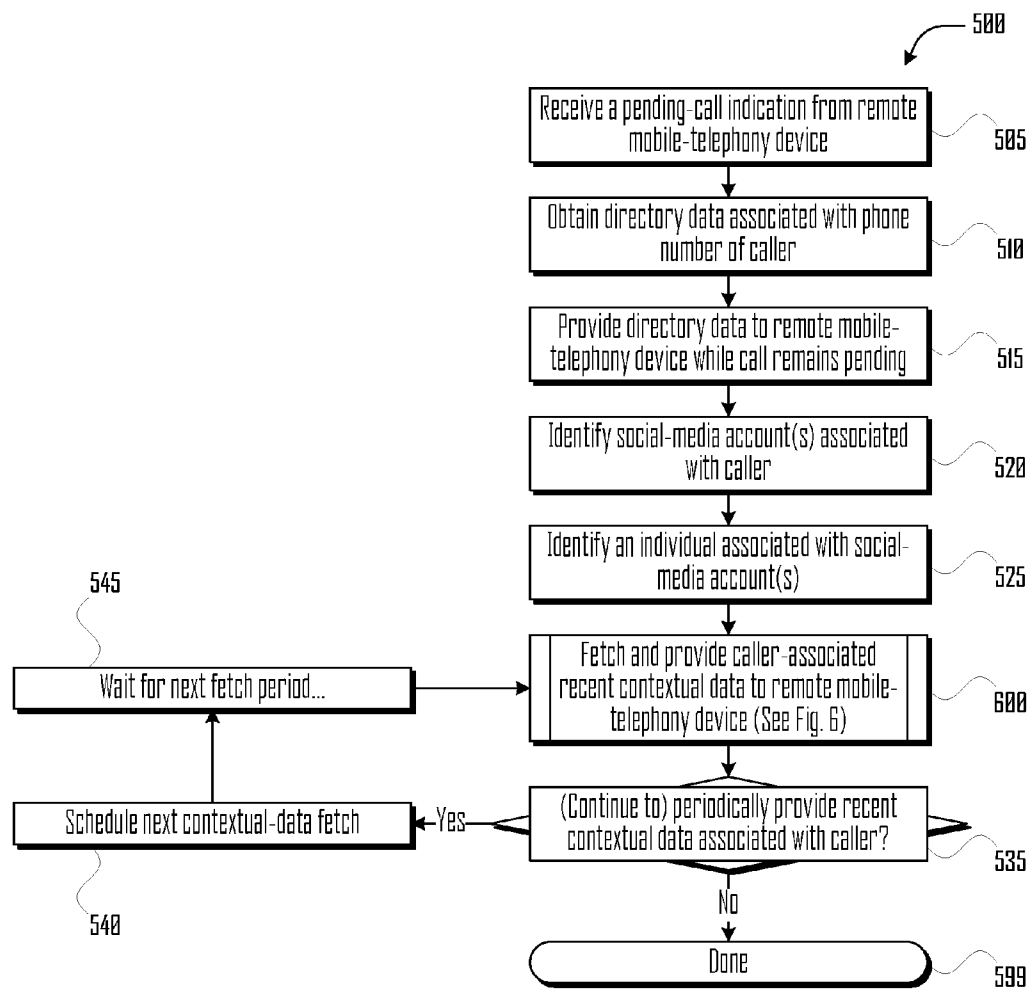 500
Receive a pending-call indication from remote
mobile-telephony device
505
Obtain directory data associated with phone
number of caller
510
Provide directory data to remote mobile-
telephony device while call remains pending
515
Identify social-media account(s) associated
with caller
520
Identify an individual associated with social-
media account(s)
525
545
Wait for next fetch period...
Fetch and provide caller-associated
recent contextual data to remote mobile-
telephony device (See Fig. 6)
600
(Continue to) periodically provide recent
contextual data associated with caller?
535
Yes
Schedule next contextual-data fetch
540
No
Done
599